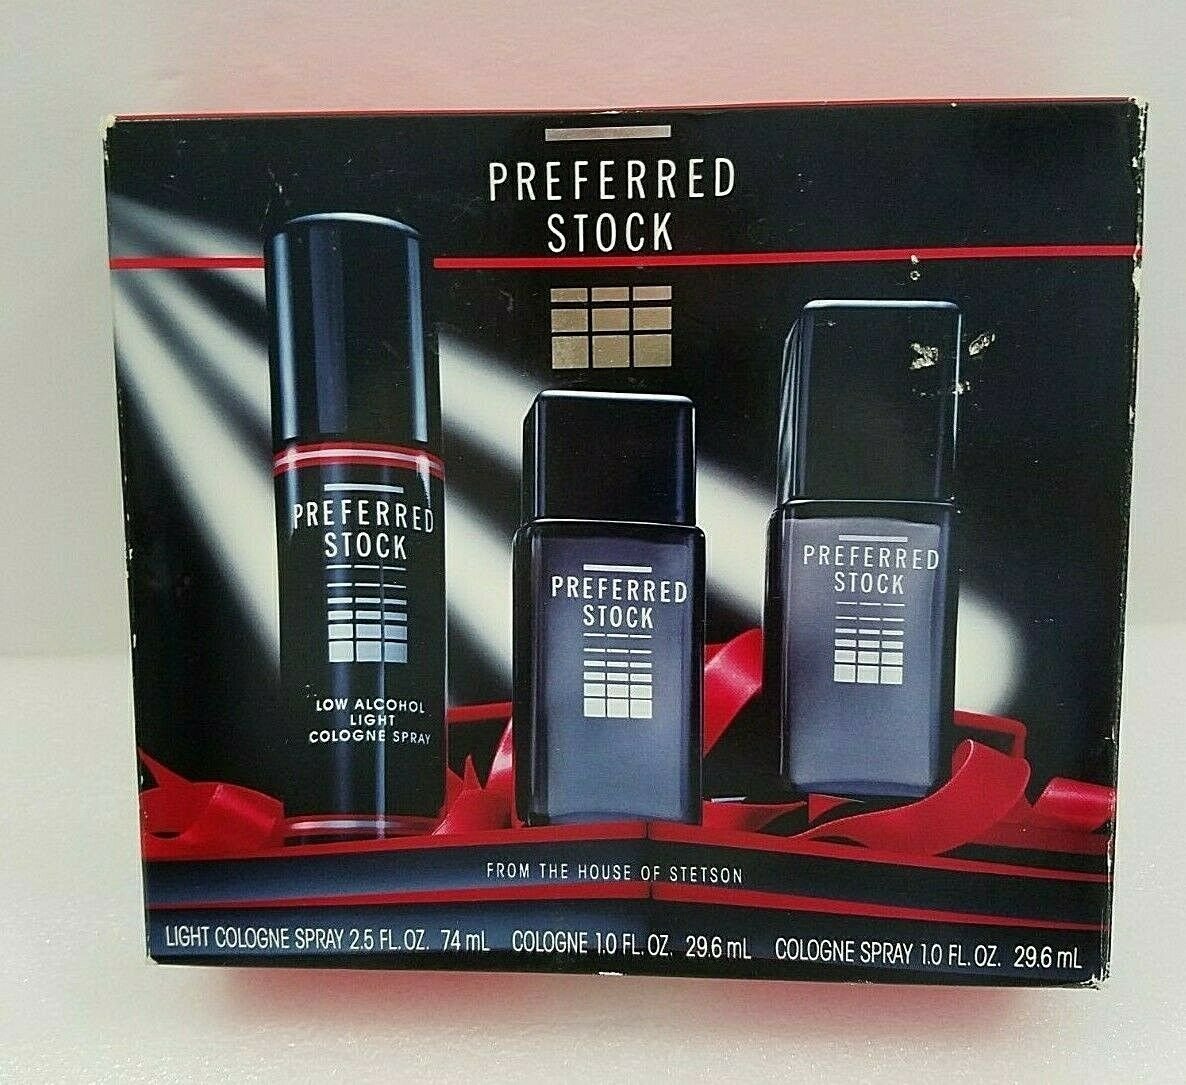 PREFERRED
STOCK
PREFERRED
STOCK
LOW ALCOHOL
LIGHT
COLOGNE SPRAY
PREFERRED
STOCK
PREFERRED
STOCK
FROM THE HOUSE OF STETSON
LIGHT COLOGNE SPRAY 2.5 FL. OZ. 74 mL COLOGNE 1.0 FL. OZ. 29.6 mL COLOGNE SPRAY 1.0 FL. OZ. 29.6 mL